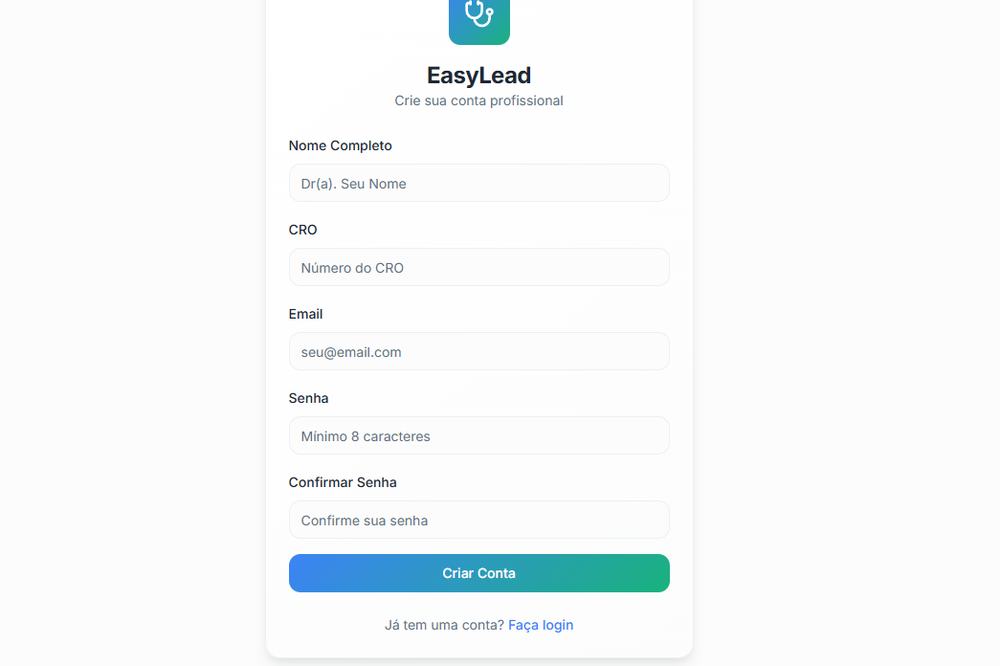 EasyLead
Crie sua conta profissional
Nome Completo
Dr(a). Seu Nome
CRO
Número do CRO
Email
seu@email.com
Senha
Mínimo 8 caracteres
Confirmar Senha
Confirme sua senha
Criar Conta
Já tem uma conta? Faça login